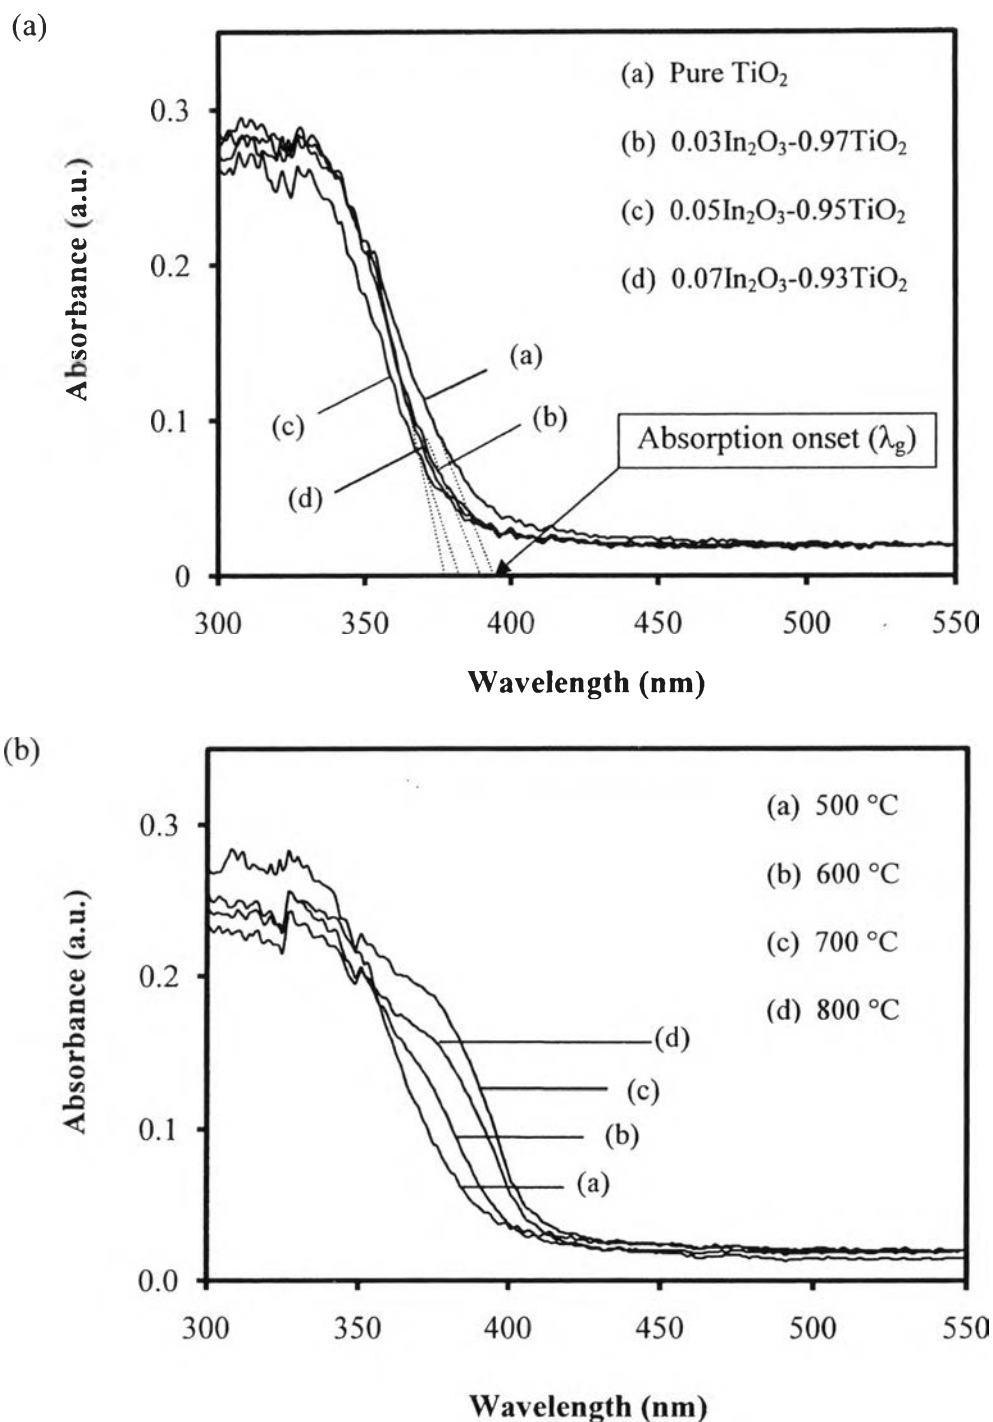 (a)
(a) Pure TiO₂
(b) 0.03In₂O₃-0.97TiO₂
(c) 0.05In₂O₃-0.95TiO₂
(d) 0.07In₂O₃-0.93TiO₂
0.3
0.2
0.1
0
Absorbance (a.u.)
(a)
(b)
(c)
(d)
Absorption onset (λg)
300 350 400 450 500 550
Wavelength (nm)
(b)
(a) 500 °C
(b) 600 °C
(c) 700 °C
(d) 800 °C
0.3
0.2
0.1
0.0
Absorbance (a.u.)
(d)
(c)
(b)
(a)
300 350 400 450 500 550
Wavelength (nm)